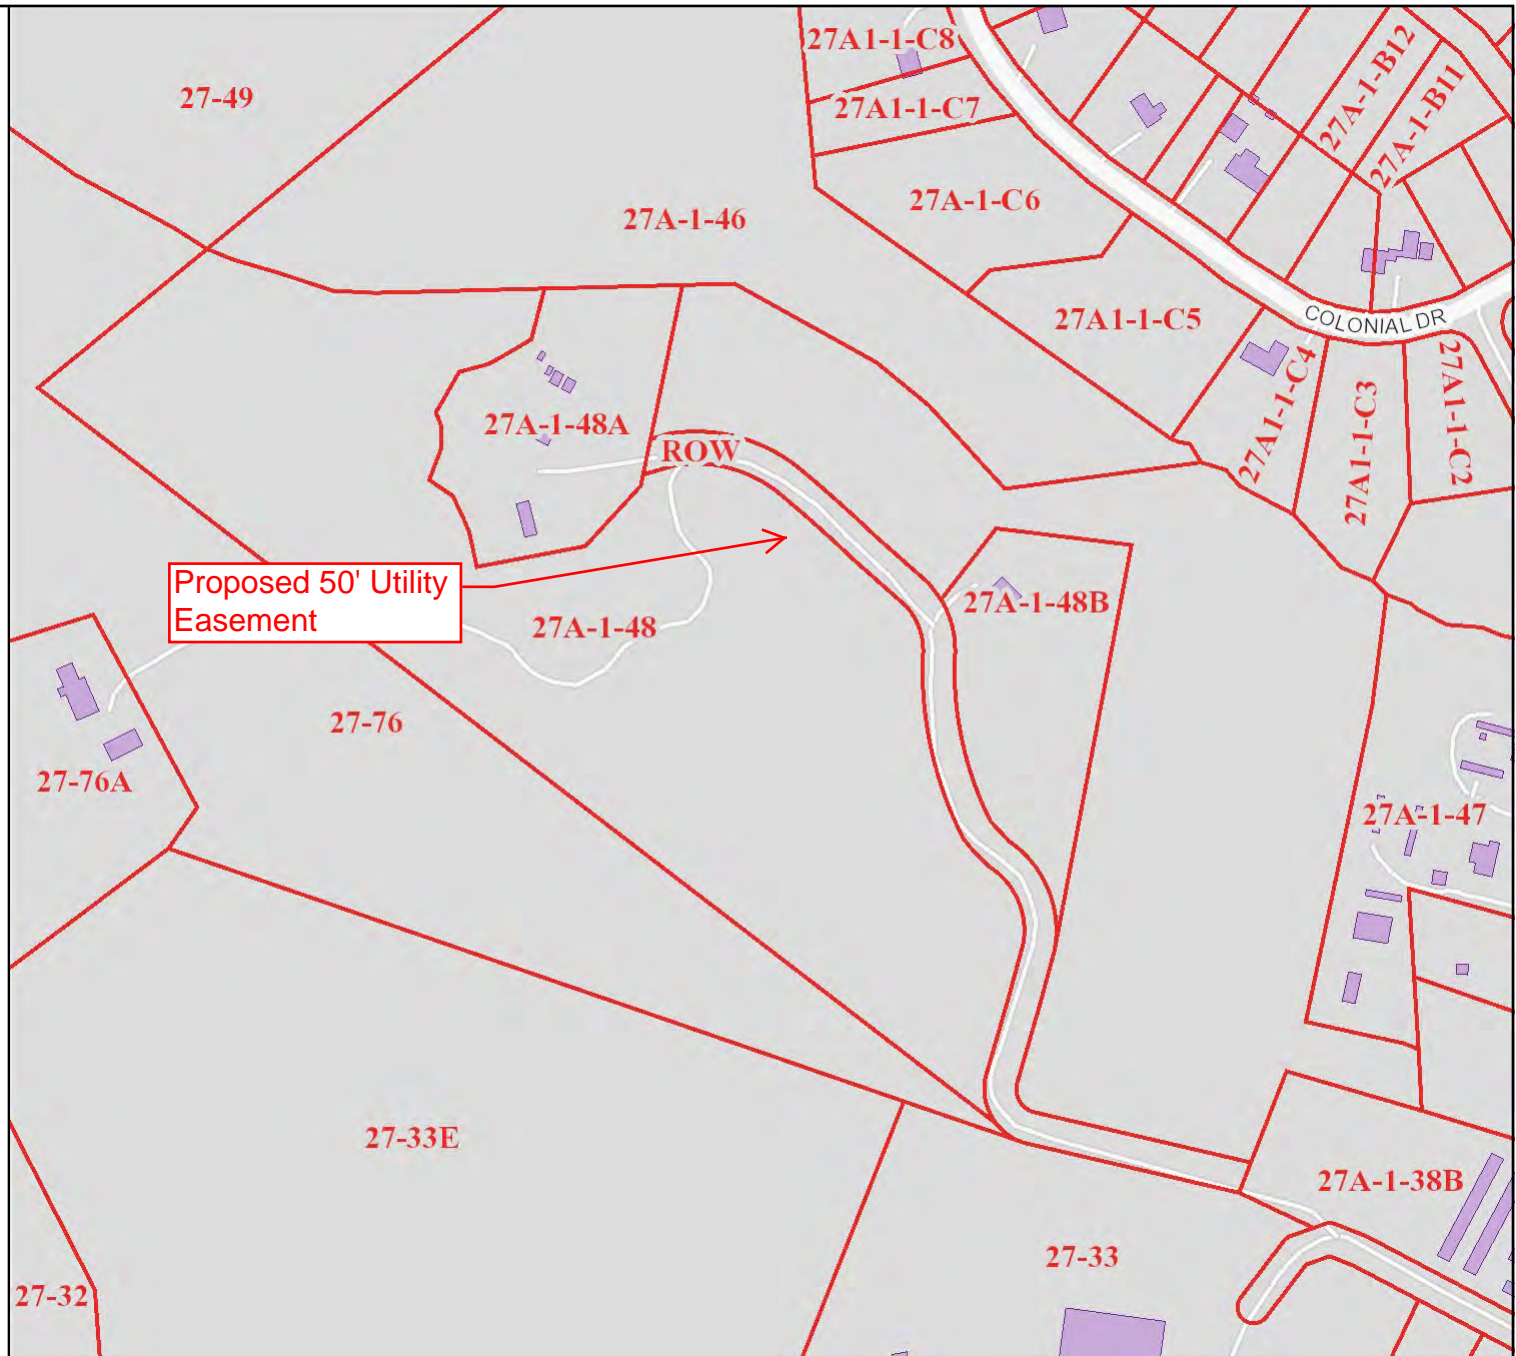 27A1-1-C8
27-49
27A1-1-C7
27A-1-B12
27A-1-B11
27A-1-C6
27A-1-46
27A1-1-C5
COLONIAL DR
27A1-1-C4
27A1-1-C3
27A1-1-C2
27A-1-48A
ROW
Proposed 50' Utility
Easement
27A-1-48
27A-1-48B
27-76
27-76A
27A-1-47
27-33E
27A-1-38B
27-33
27-32